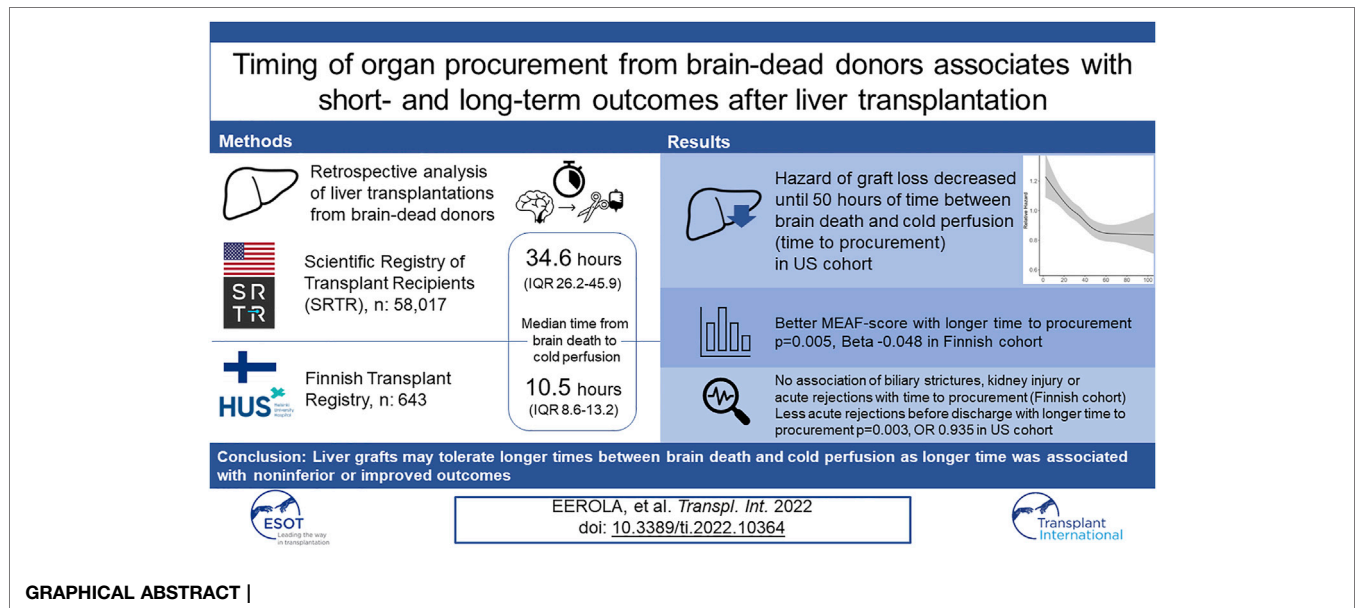 Timing of organ procurement from brain-dead donors associates with
short- and long-term outcomes after liver transplantation
Methods
Retrospective analysis
of liver transplantations
from brain-dead donors
SR
TR
Scientific Registry of
Transplant Recipients
(SRTR), n: 58,017
HUS
Helsinki
University
Hospital
Finnish Transplant
Registry, n: 643
34.6 hours
(IQR 26.2-45.9)
Median time from
brain death to
cold perfusion
10.5 hours
(IQR 8.6-13.2)
Results
Hazard of graft loss decreased
until 50 hours of time between
brain death and cold perfusion
(time to procurement)
in US cohort
Relative Hazard
1.2
1.0
0.8
0.6
0 20 40 60 80 100
Better MEAF-score with longer time to procurement
p=0.005, Beta -0.048 in Finnish cohort
No association of biliary strictures, kidney injury or
acute rejections with time to procurement (Finnish cohort)
Less acute rejections before discharge with longer time to
procurement p=0.003, OR 0.935 in US cohort
Conclusion: Liver grafts may tolerate longer times between brain death and cold perfusion as longer time was associated
with noninferior or improved outcomes
ESOT
Leading the way
in transplantation
EEROLA, et al. Transpl. Int. 2022
doi: 10.3389/ti.2022.10364
Transplant
International
GRAPHICAL ABSTRACT |